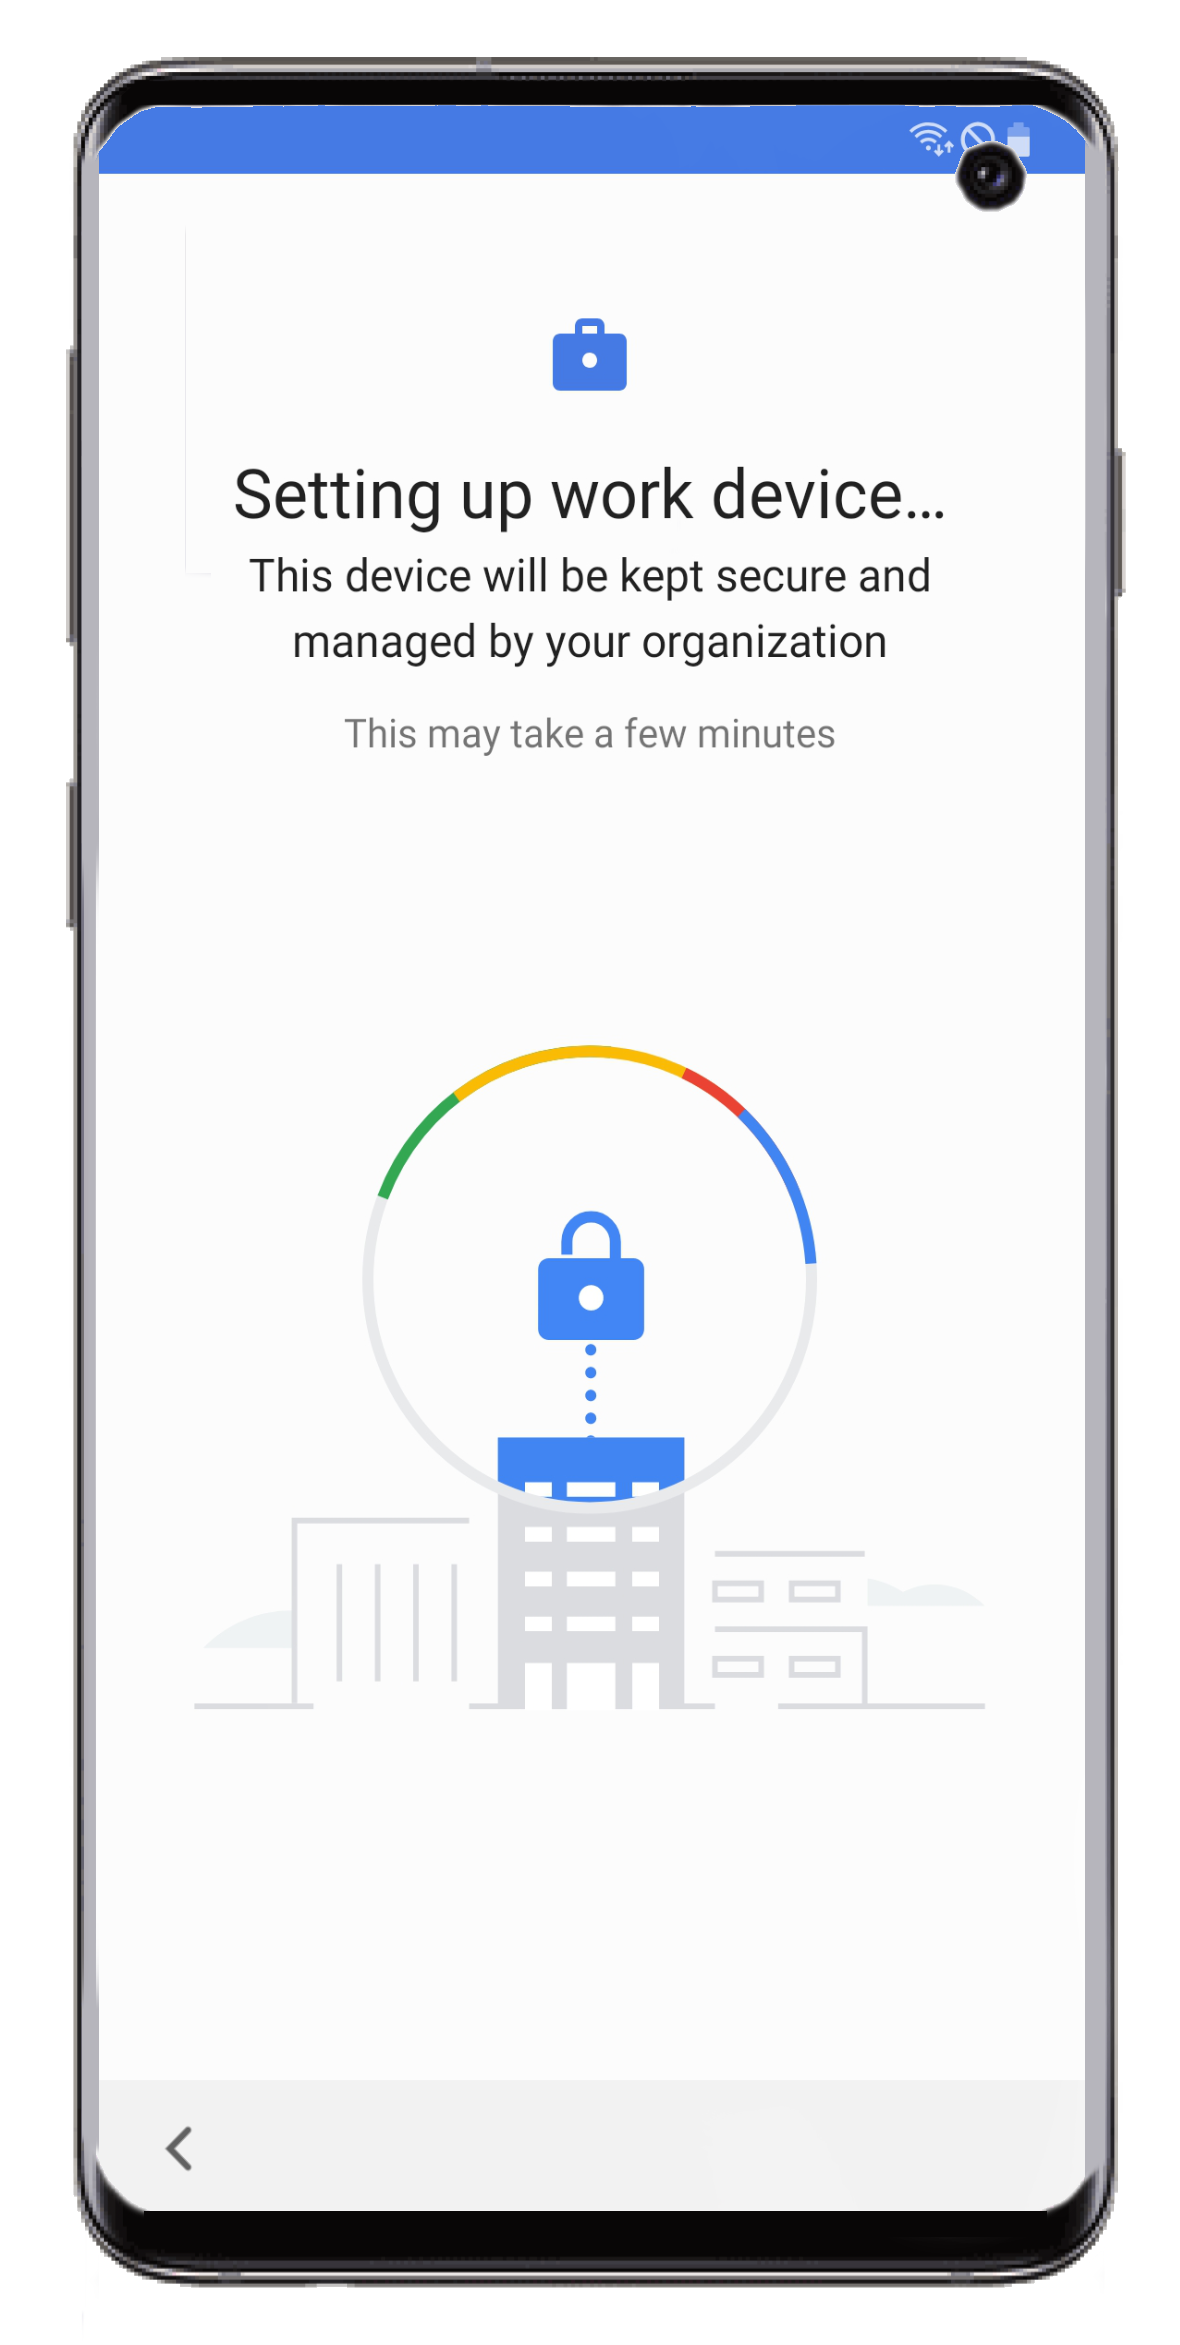 Setting up work device...
This device will be kept secure and
managed by your organization
This may take a few minutes